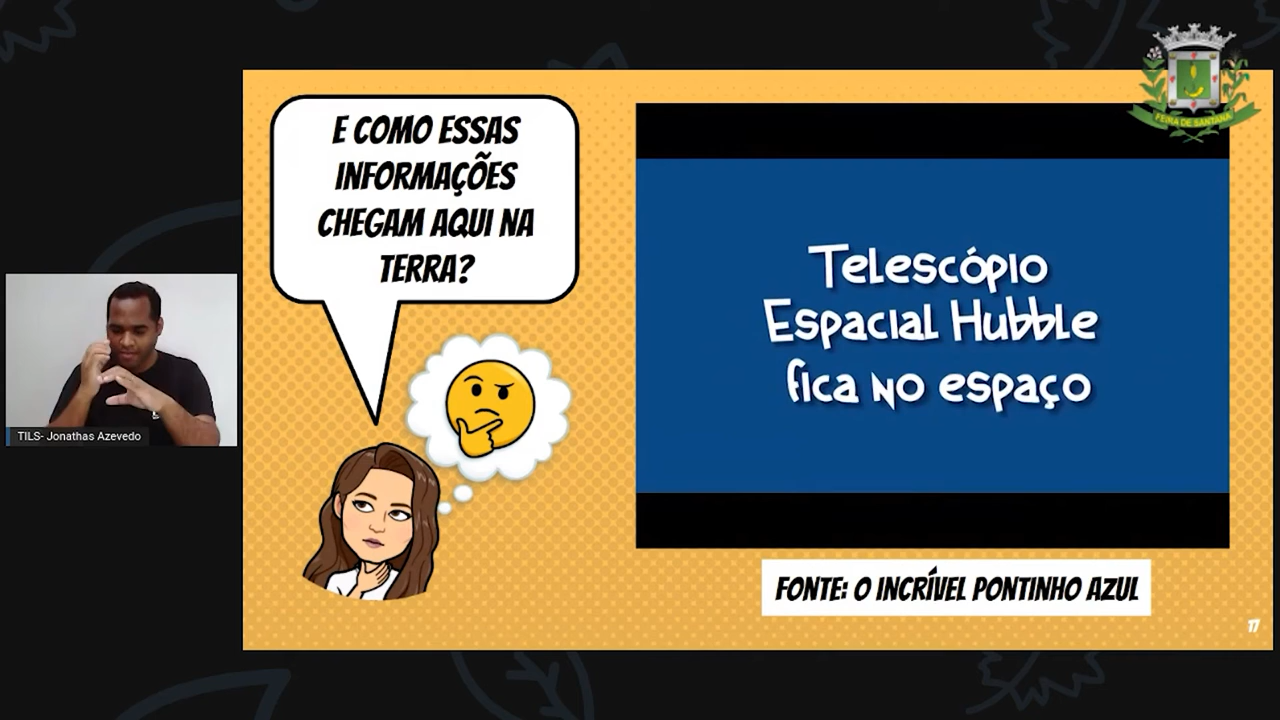 E COMO ESSAS
INFORMAÇÕES
CHEGAM AQUI NA
TERRA?
Telescópio
Espacial Hubble
fica no espaço
FEIRA DE SANTANA
TILS- Jonathas Azevedo
FONTE: O INCRÍVEL PONTINHO AZUL
17